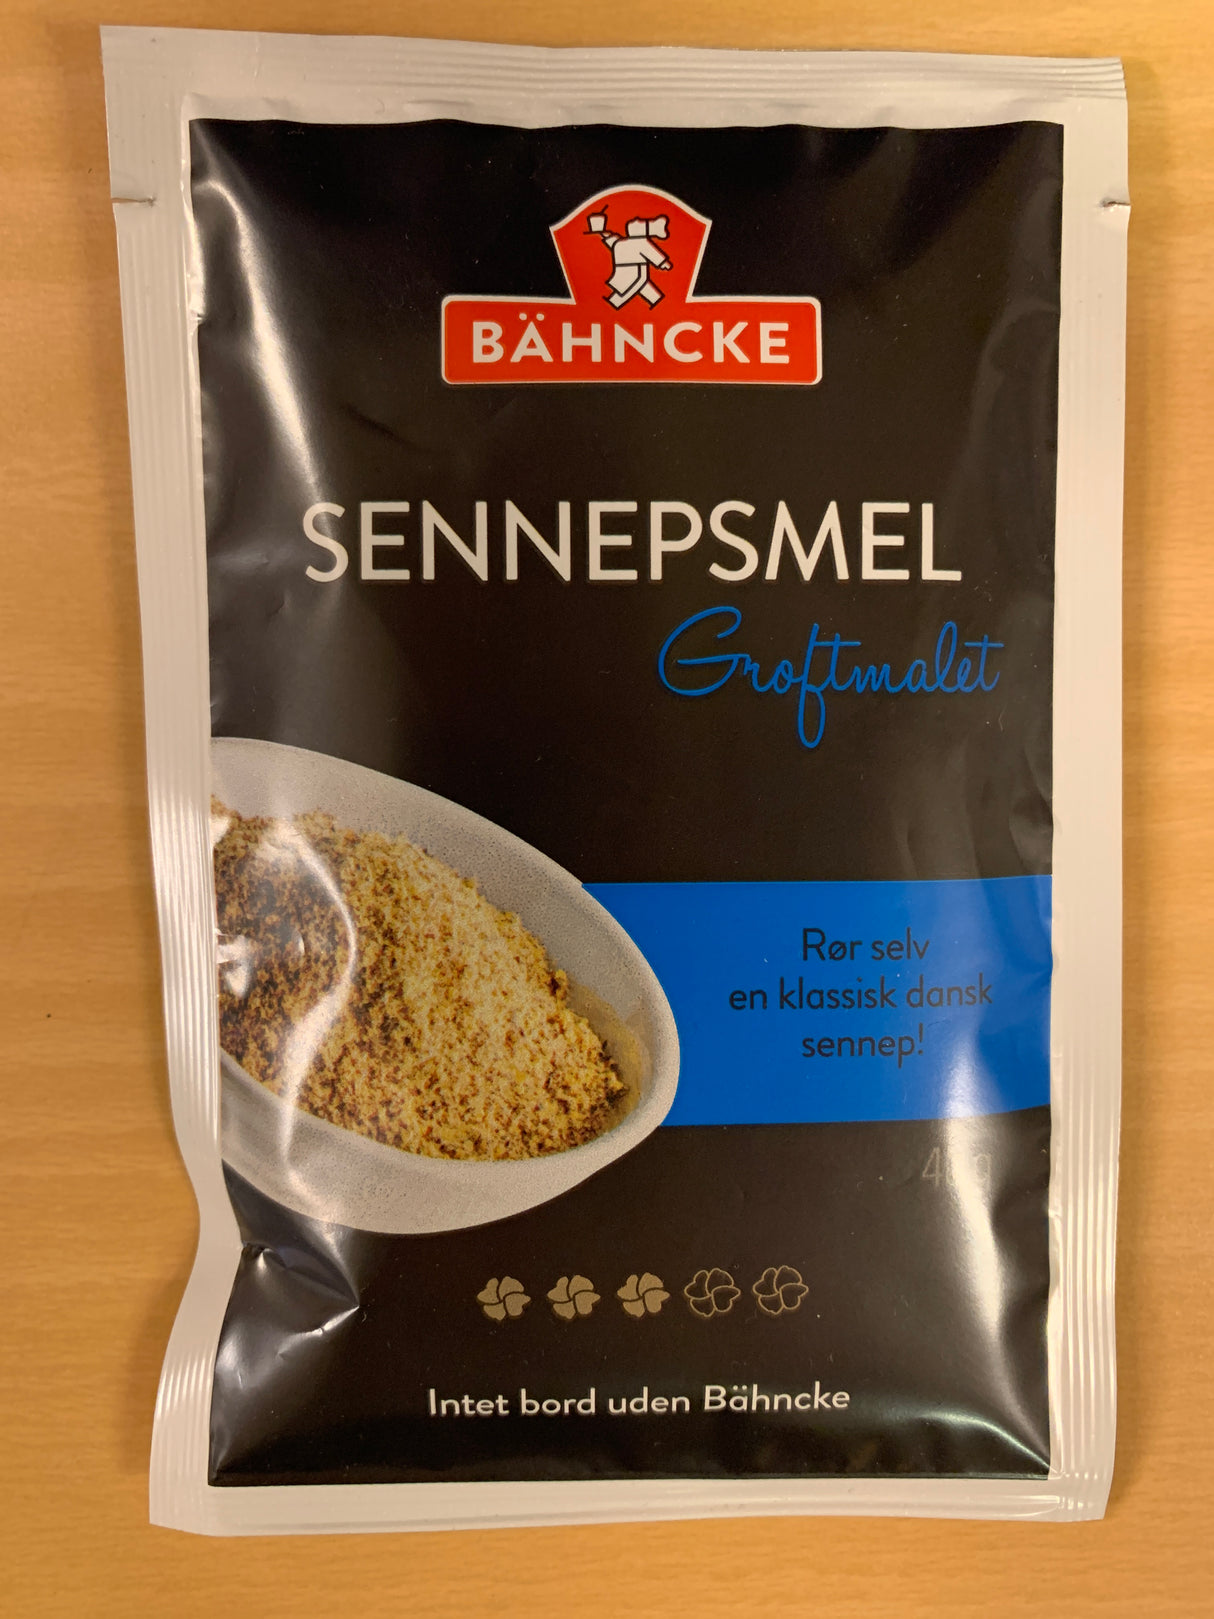 BÄHNCKE
SENNEPSMEL
Groftmalet
Rør selv
en klassisk dansk
sennep!
Intet bord uden Bähncke